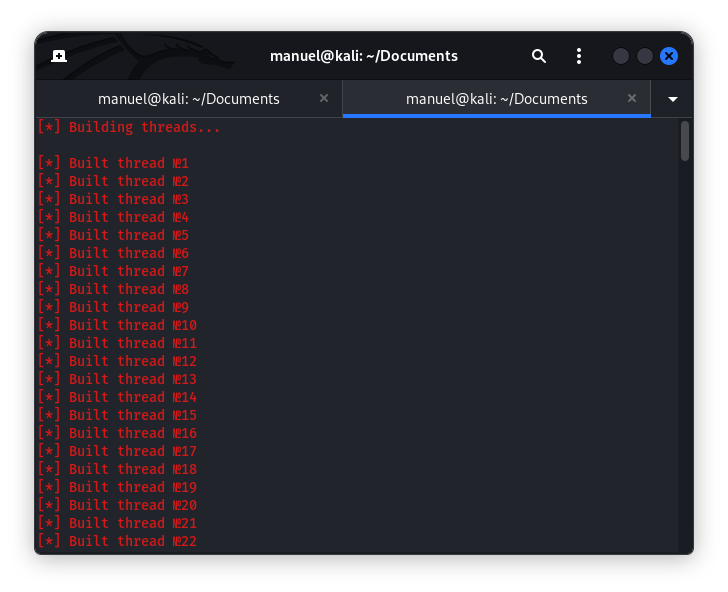 manuel@kali: ~/Documents
manuel@kali: ~/Documents × manuel@kali: ~/Documents ×
[*] Building threads...
[*] Built thread №1
[*] Built thread №2
[*] Built thread №3
[*] Built thread №4
[*] Built thread №5
[*] Built thread №6
[*] Built thread №7
[*] Built thread №8
[*] Built thread №9
[*] Built thread №10
[*] Built thread №11
[*] Built thread №12
[*] Built thread №13
[*] Built thread №14
[*] Built thread №15
[*] Built thread №16
[*] Built thread №17
[*] Built thread №18
[*] Built thread №19
[*] Built thread №20
[*] Built thread №21
[*] Built thread №22